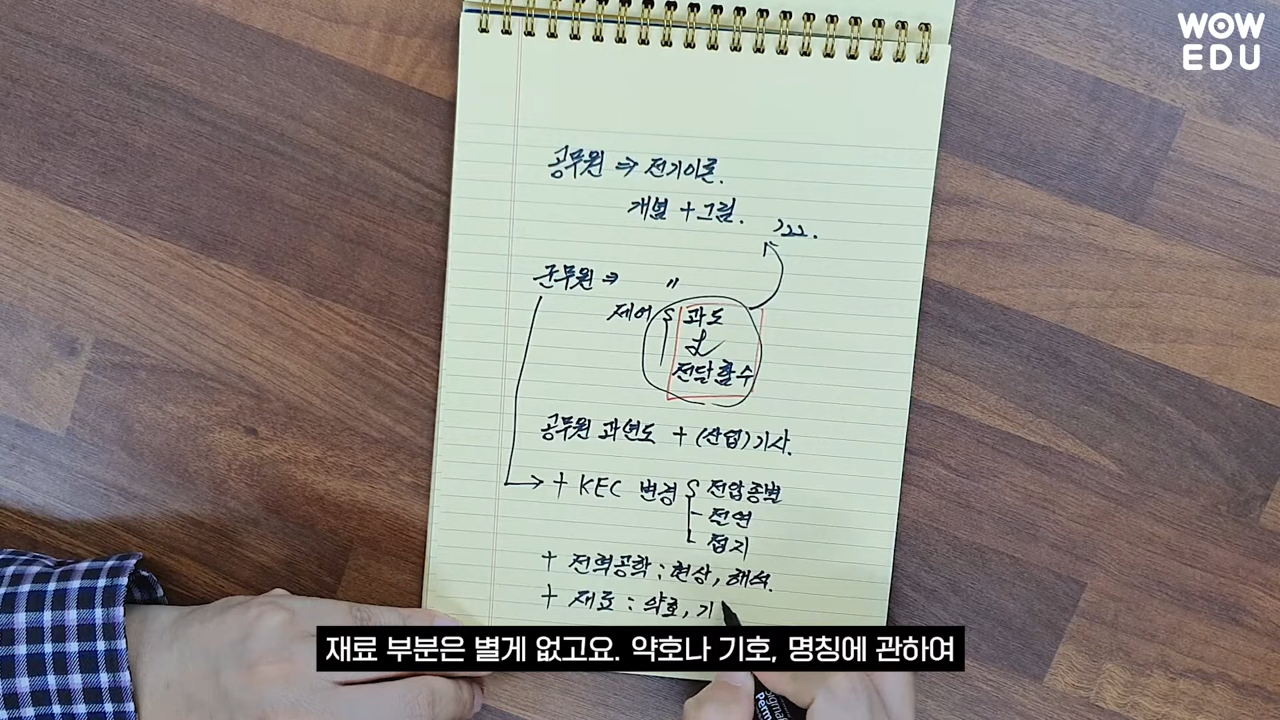 WOW
EDU
공무원 ⇒ 전기이론.
개별 + 그림.
'22.
군무원 ⇒ 〃
제어 과도
ℒ
전달함수
공무원 과년도 + (산업)기사.
+ KEC 변경 전압종별
- 전연
접지
+ 전력공학 : 현상, 해석.
+ 재료 : 약호, 기
재료 부분은 별게 없고요. 약호나 기호, 명칭에 관하여